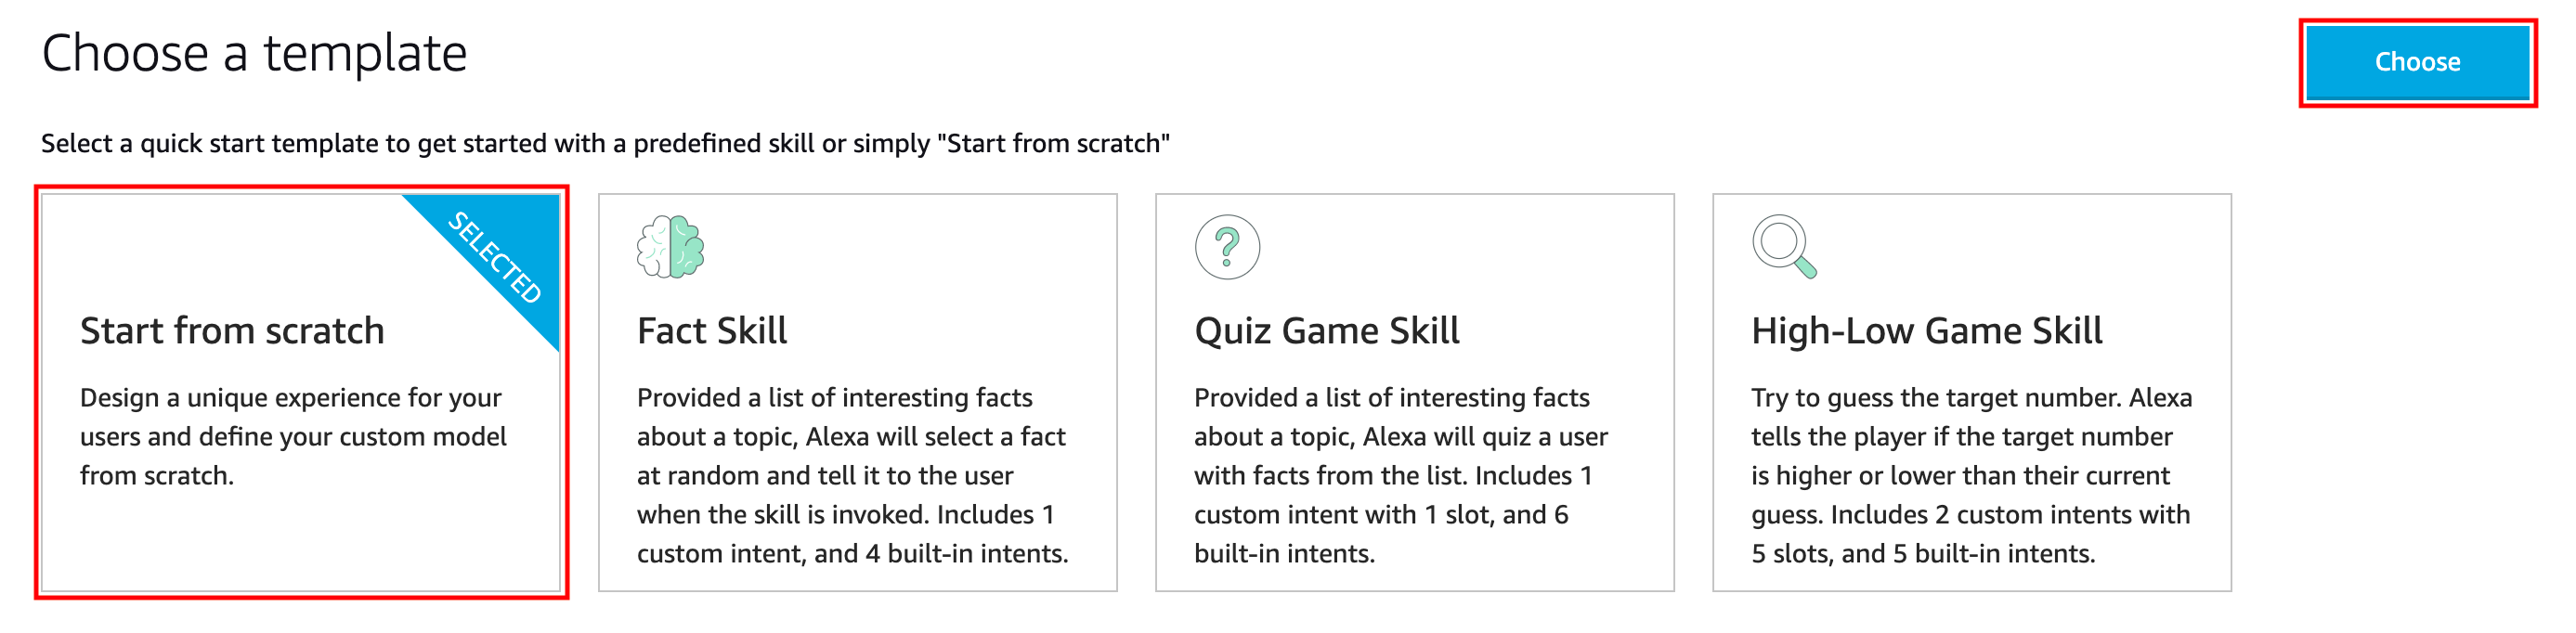 Choose a template
Choose
Select a quick start template to get started with a predefined skill or simply "Start from scratch"
SELECTED
Start from scratch
Design a unique experience for your
users and define your custom model
from scratch.
Fact Skill
Provided a list of interesting facts
about a topic, Alexa will select a fact
at random and tell it to the user
when the skill is invoked. Includes 1
custom intent, and 4 built-in intents.
?
Quiz Game Skill
Provided a list of interesting facts
about a topic, Alexa will quiz a user
with facts from the list. Includes 1
custom intent with 1 slot, and 6
built-in intents.
High-Low Game Skill
Try to guess the target number. Alexa
tells the player if the target number
is higher or lower than their current
guess. Includes 2 custom intents with
5 slots, and 5 built-in intents.